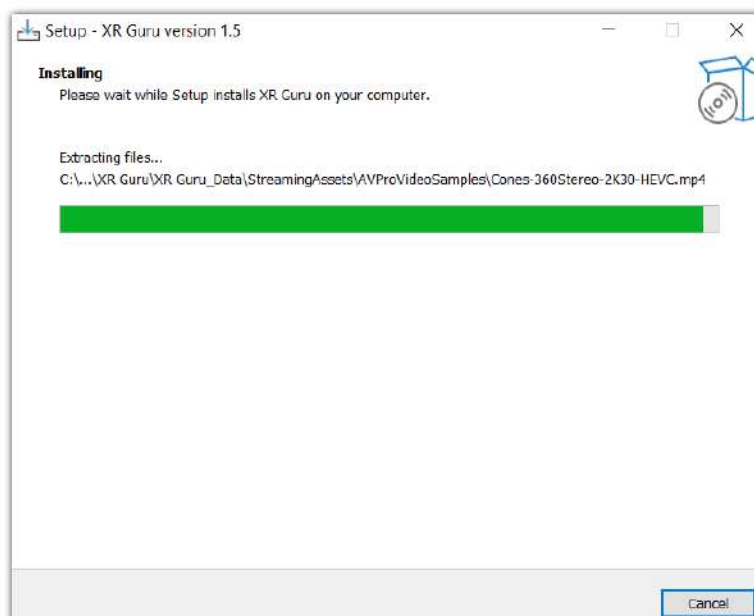 Setup - XR Guru version 1.5
Installing
Please wait while Setup installs XR Guru on your computer.
Extracting files...
C:\...\XR Guru\XR Guru_Data\StreamingAssets\AVProVideoSamples\Cones-360Stereo-2K30-HEVC.mp4
Cancel